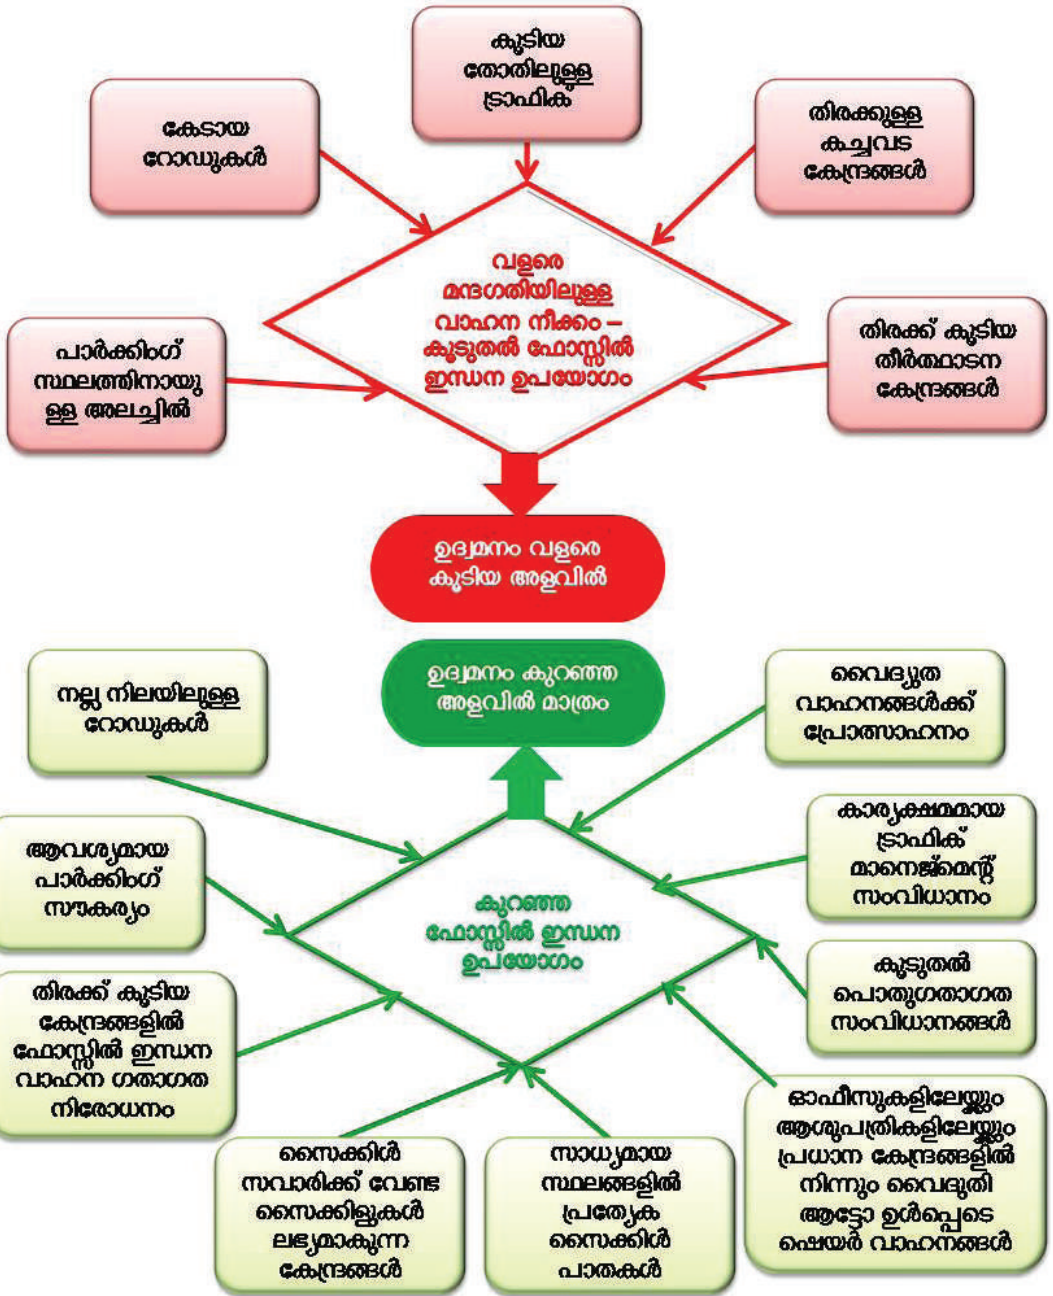 കൂടിയ
തോതിലുള്ള
ട്രാഫിക്
കേടായ
റോഡുകൾ
തിരക്കുള്ള
കച്ചവട
കേന്ദ്രങ്ങൾ
വളരെ
മന്ദഗതിയിലുള്ള
വാഹന നീക്കം –
കൂടുതൽ ഫോസ്സിൽ
ഇന്ധന ഉപയോഗം
പാർക്കിംഗ്
സ്ഥലത്തിനായു
ള്ള അലച്ചിൽ
തിരക്ക് കൂടിയ
തീർത്ഥാടന
കേന്ദ്രങ്ങൾ
ഉദ്വമനം വളരെ
കൂടിയ അളവിൽ
ഉദ്വമനം കുറഞ്ഞ
അളവിൽ മാത്രം
നല്ല നിലയിലുള്ള
റോഡുകൾ
വൈദ്യുത
വാഹനങ്ങൾക്ക്
പ്രോത്സാഹനം
ആവശ്യമായ
പാർക്കിംഗ്
സൗകര്യം
കാര്യക്ഷമമായ
ട്രാഫിക്
മാനെജ്മെന്റ്
സംവിധാനം
കുറഞ്ഞ
ഫോസ്സിൽ ഇന്ധന
ഉപയോഗം
തിരക്ക് കൂടിയ
കേന്ദ്രങ്ങളിൽ
ഫോസ്സിൽ ഇന്ധന
വാഹന ഗതാഗത
നിരോധനം
കൂടുതൽ
പൊതുഗതാഗത
സംവിധാനങ്ങൾ
സൈക്കിൾ
സവാരിക്ക് വേണ്ട
സൈക്കിളുകൾ
ലഭ്യമാകുന്ന
കേന്ദ്രങ്ങൾ
സാധ്യമായ
സ്ഥലങ്ങളിൽ
പ്രത്യേക
സൈക്കിൾ
പാതകൾ
ഓഫീസുകളിലേയ്ക്കും
ആശുപത്രികളിലേയ്ക്കും
പ്രധാന കേന്ദ്രങ്ങളിൽ
നിന്നും വൈദുതി
ആട്ടോ ഉൾപ്പെടെ
ഷെയർ വാഹനങ്ങൾ